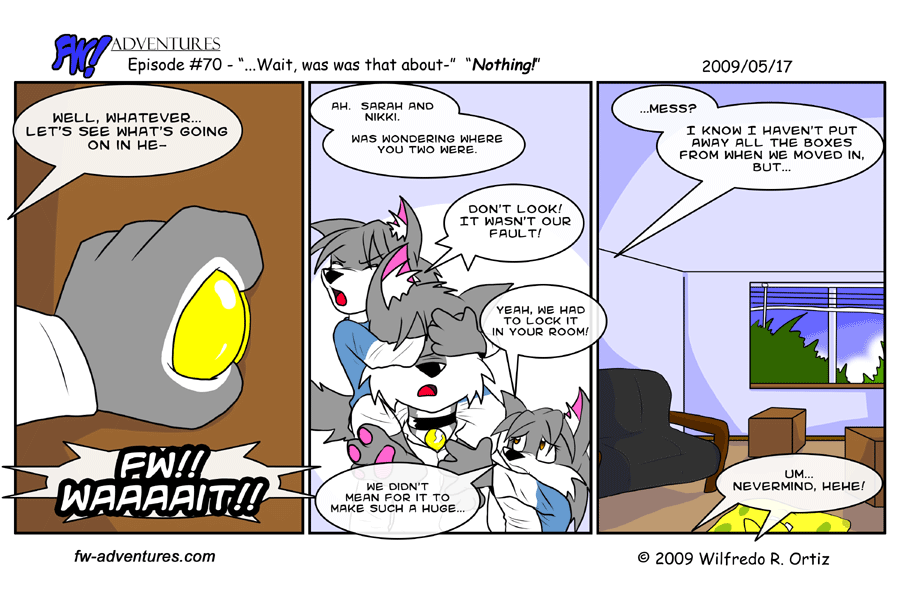 FW! ADVENTURES
Episode #70 - "...Wait, was was that about-" "Nothing!"
2009/05/17
WELL, WHATEVER...
LET'S SEE WHAT'S GOING
ON IN HE-
F.W.!!
WAAAAAIT!!
AH. SARAH AND
NIKKI.
WAS WONDERING WHERE
YOU TWO WERE.
DON'T LOOK!
IT WASN'T OUR
FAULT!
YEAH, WE HAD
TO LOCK IT
IN YOUR ROOM!
WE DIDN'T
MEAN FOR IT TO
MAKE SUCH A HUGE...
...MESS?
I KNOW I HAVEN'T PUT
AWAY ALL THE BOXES
FROM WHEN WE MOVED IN,
BUT...
UM...
NEVERMIND, HEHE!
fw-adventures.com
© 2009 Wilfredo R. Ortiz